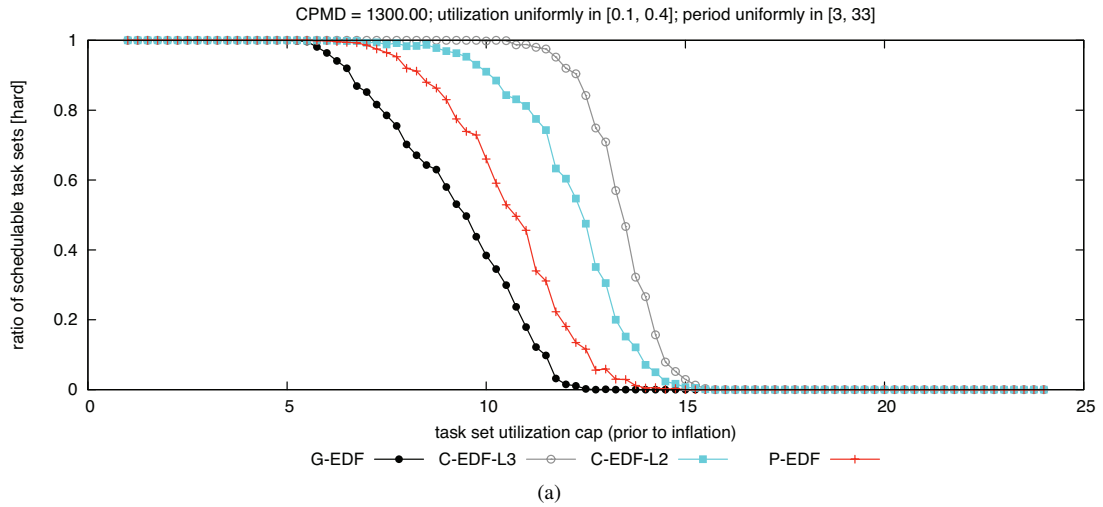 CPMD = 1300.00; utilization uniformly in [0.1, 0.4]; period uniformly in [3, 33]
ratio of schedulable task sets [hard]
1
0.8
0.6
0.4
0.2
0
0 5 10 15 20 25
task set utilization cap (prior to inflation)
G-EDF C-EDF-L3 C-EDF-L2 P-EDF
(a)